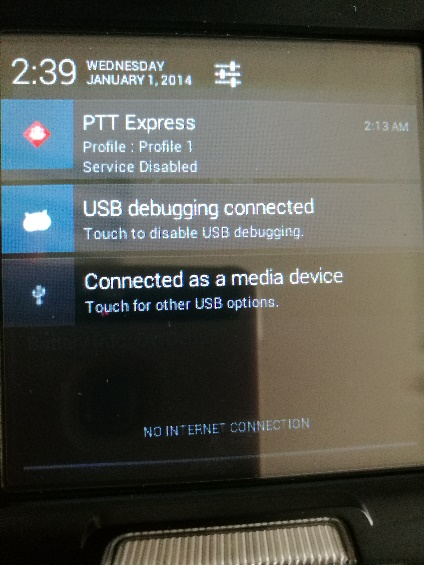 2:39 WEDNESDAY
JANUARY 1, 2014
PTT Express 2:13 AM
Profile : Profile 1
Service Disabled
USB debugging connected
Touch to disable USB debugging.
Connected as a media device
Touch for other USB options.
NO INTERNET CONNECTION